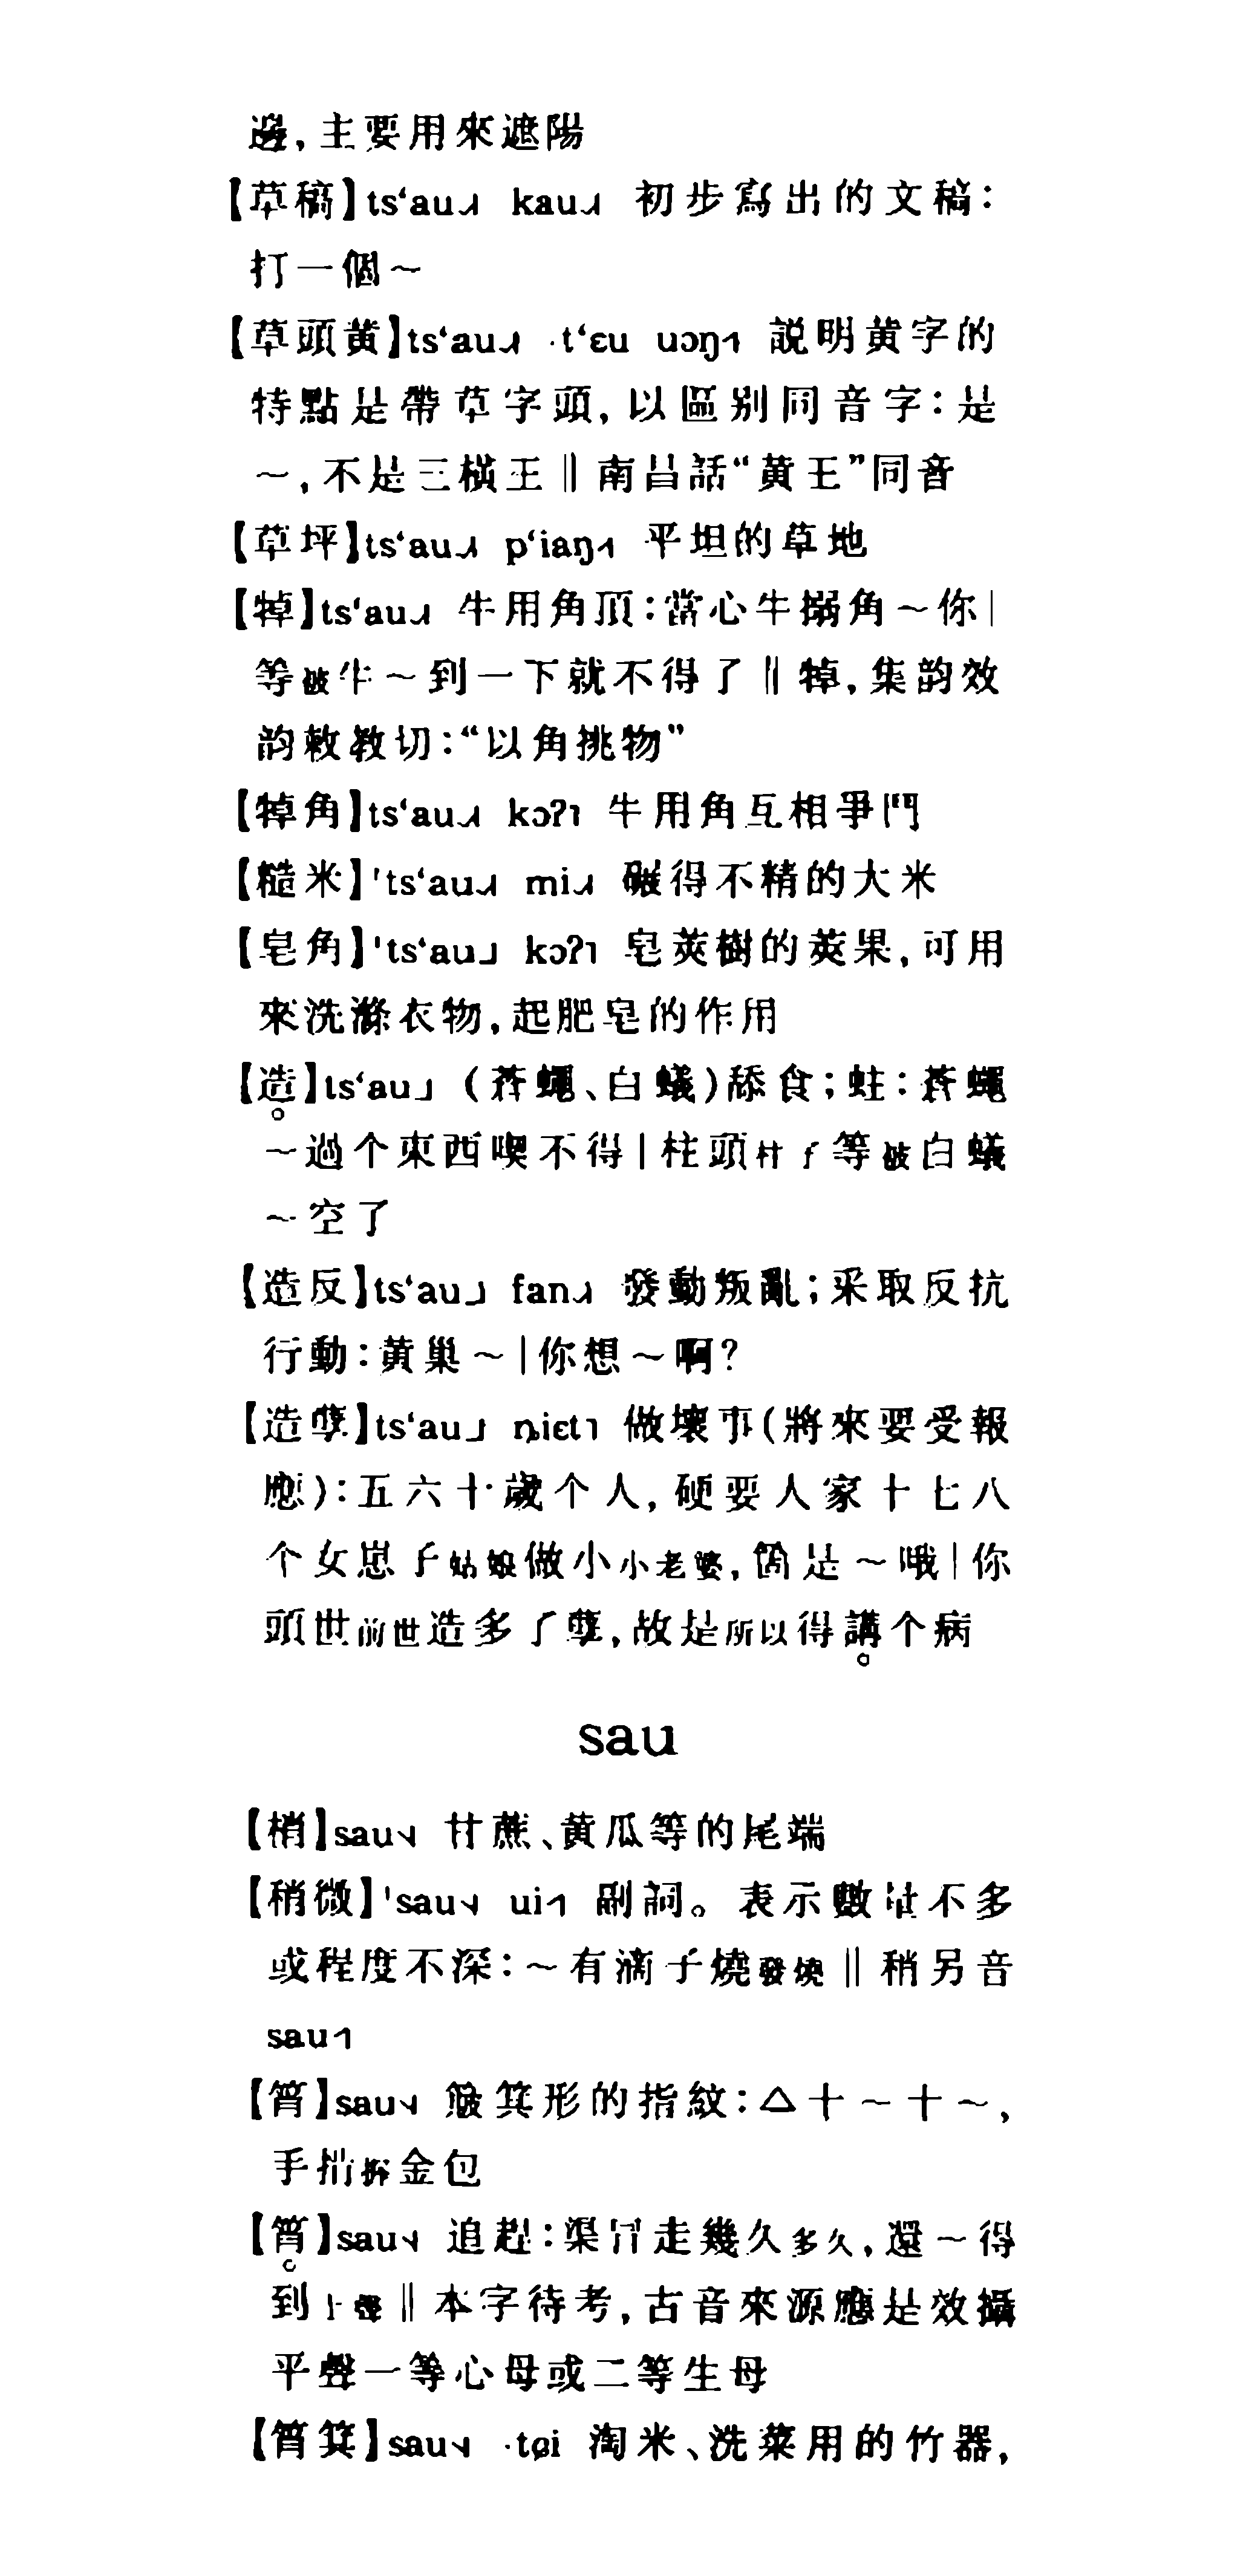 邊，主要用來遮陽
【草稿】ts‘au˩˧ kau˩˧ 初步寫出的文稿：
打一個～
【草頭黄】ts‘au˩˧ ·t‘ɛu uɔŋ˦˥ 説明黄字的
特點是帶草字頭，以區别同音字：是
～，不是三橫王‖南昌話“黄王”同音
【草坪】ts‘au˩˧ p‘iaŋ˦˥ 平坦的草地
【㹿】ts‘au˩˧ 牛用角頂：當心牛搦角～你|
等被牛～到一下就不得了‖㹿，集韵效
韵敕教切：“以角挑物”
【㹿角】ts‘au˩˧ kɔʔ˥ 牛用角互相爭鬥
【糙米】'ts‘au˩˧ mi˩˧ 碾得不精的大米
【皂角】'ts‘au˩ kɔʔ˥ 皂莢樹的莢果，可用
來洗滌衣物，起肥皂的作用
【造】ts‘au˩ （蒼蠅、白蟻）舔食；蛀：蒼蠅
～過个東西喫不得|柱頭柱子等被白蟻
～空了
【造反】ts‘au˩ fan˩˧ 發動叛亂；采取反抗
行動：黄巢～|你想～啊？
【造孽】ts‘au˩ ȵiɛt˥ 做壞事（將來要受報
應）：五六十歲个人，硬要人家十七八
个女崽子姑娘做小小老婆，箇是～哦|你
頭世前世造多了孽，故是所以得講个病
sau
【梢】sau˦˨ 甘蔗、黄瓜等的尾端
【稍微】'sau˦˨ ui˦˥ 副詞。表示數量不多
或程度不深：～有滴子燒發燒‖稍另音
sau˦˥
【筲】sau˦˨ 簸箕形的指紋：△十～十～，
手捎拆金包
【筲】sau˦˨ 追趕：渠冒走幾久多久，還～得
到‖本字待考，古音來源應是效攝
平聲一等心母或二等生母
【筲箕】sau˦˨ ·tɕi 淘米、洗菜用的竹器，